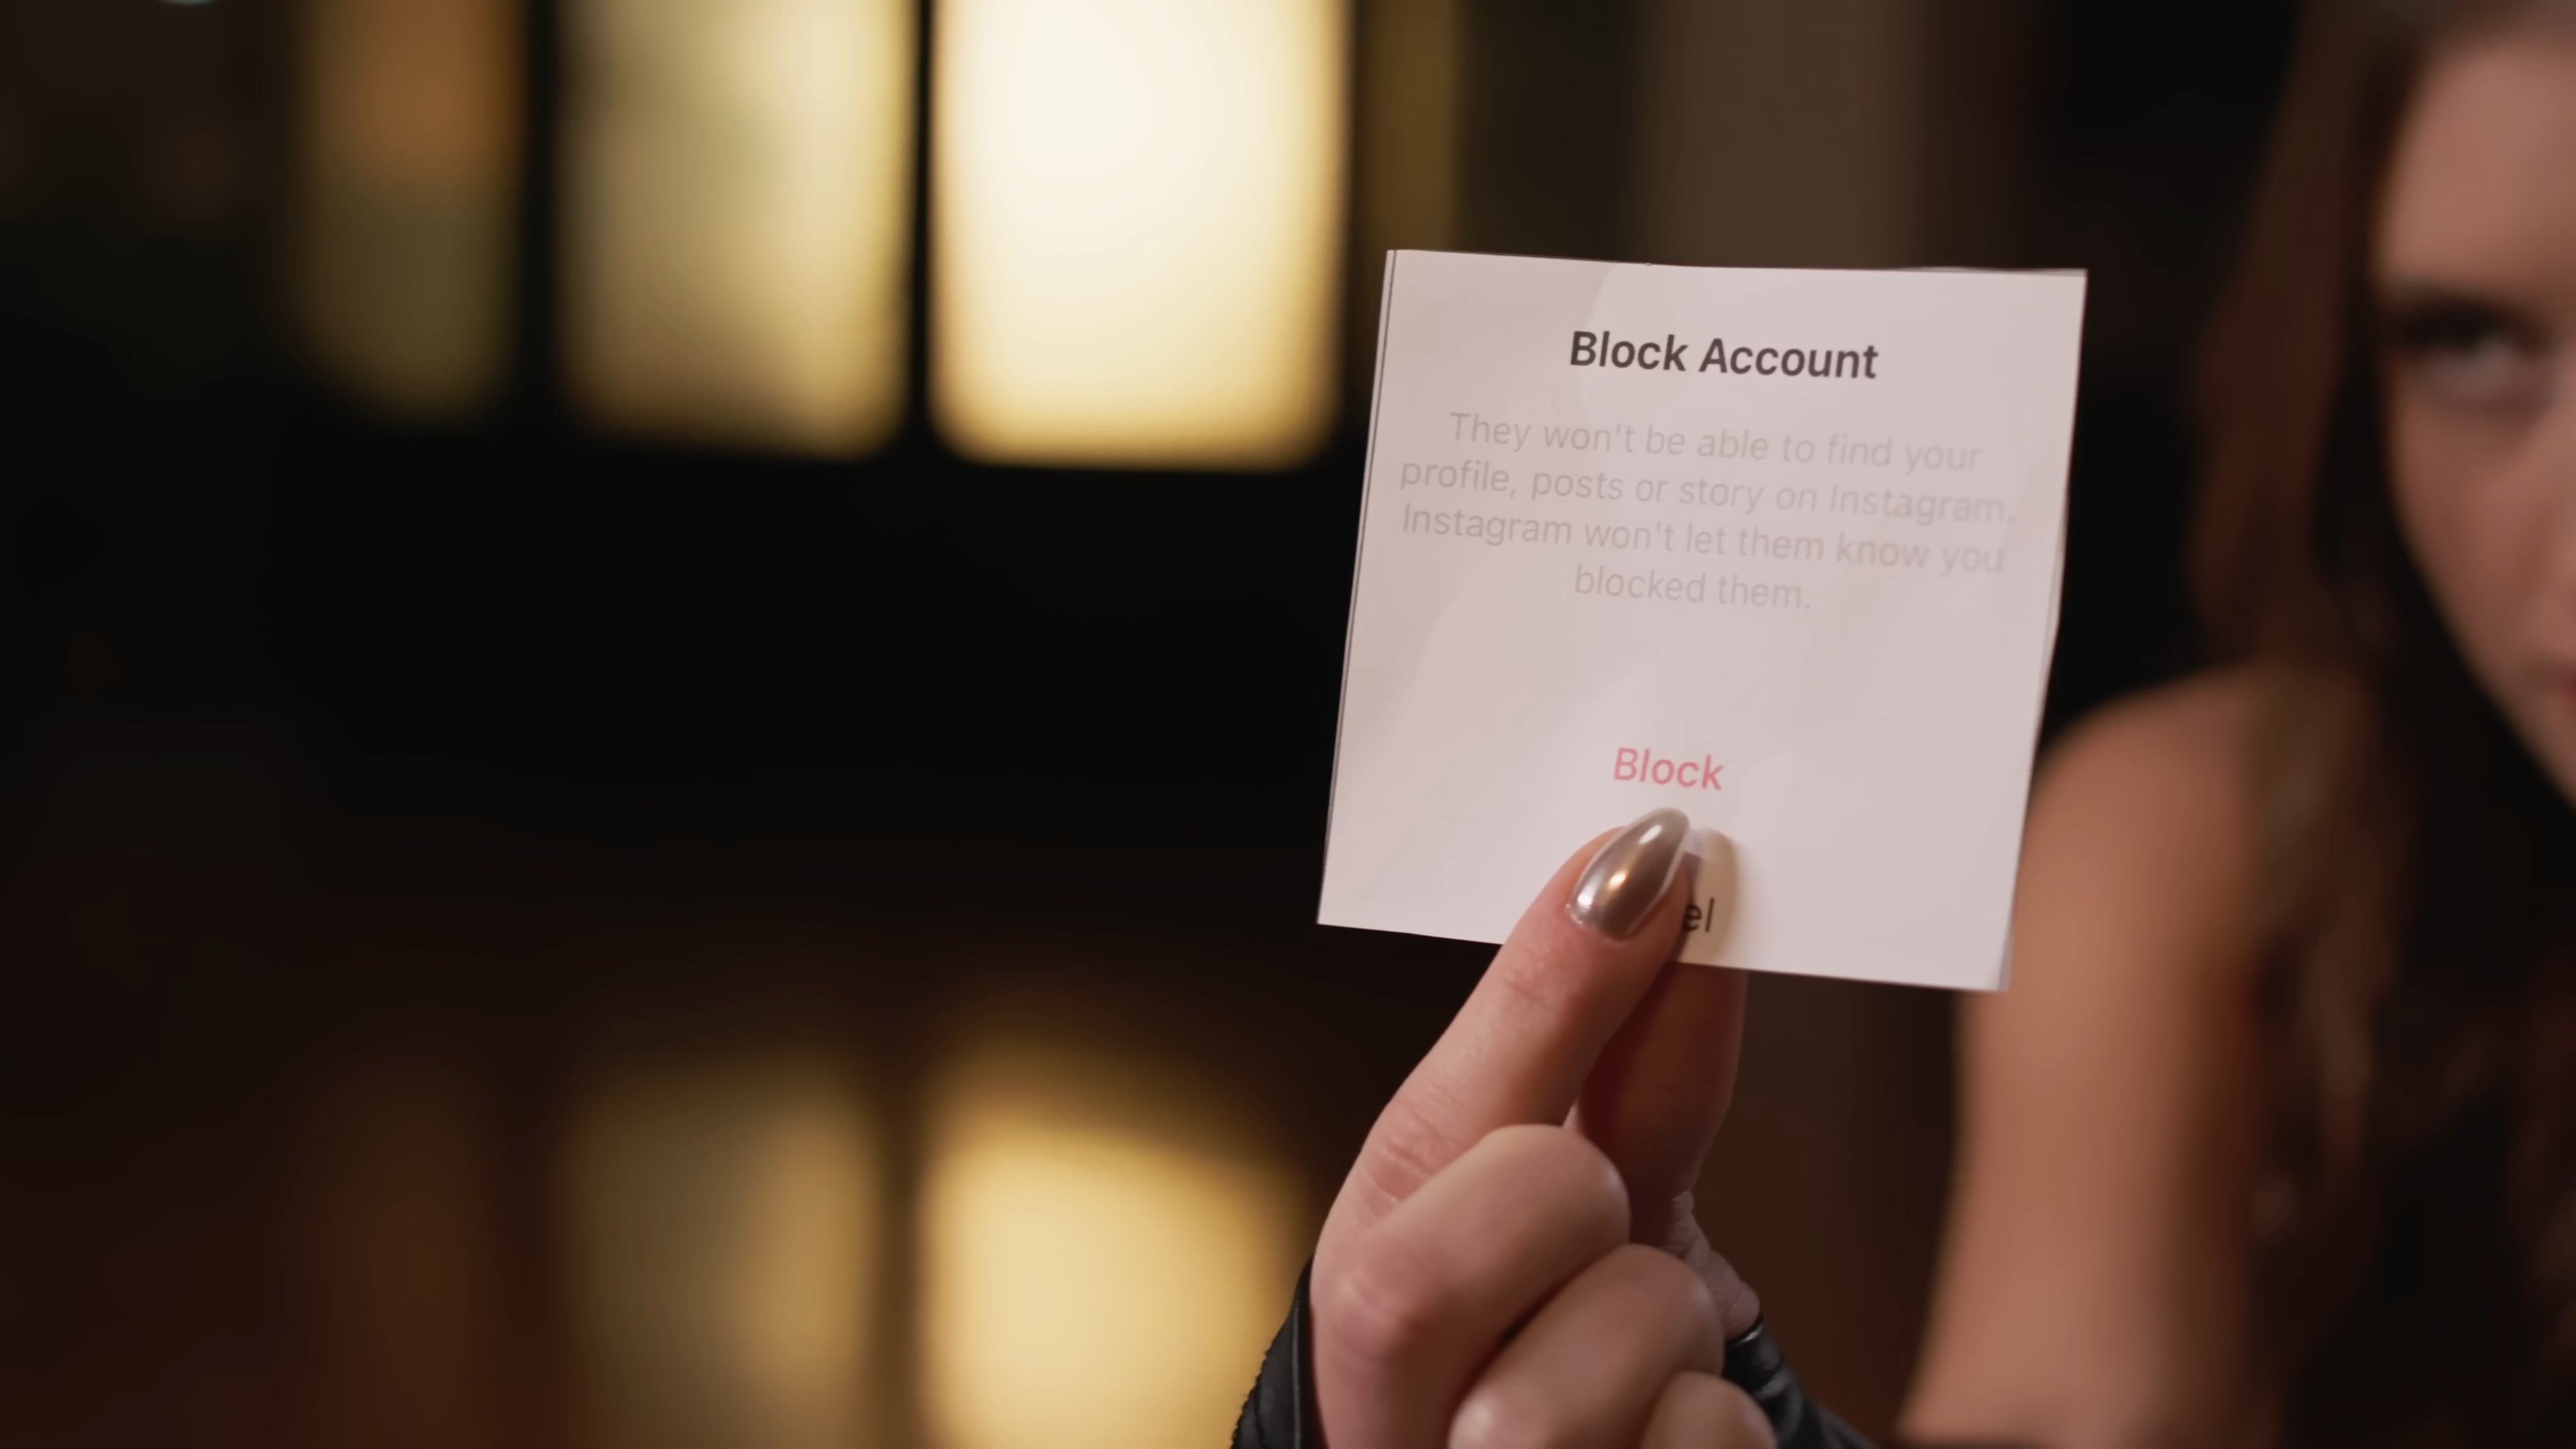 Block Account
They won't be able to find your
profile, posts or story on Instagram.
Instagram won't let them know you
blocked them.
Block
el